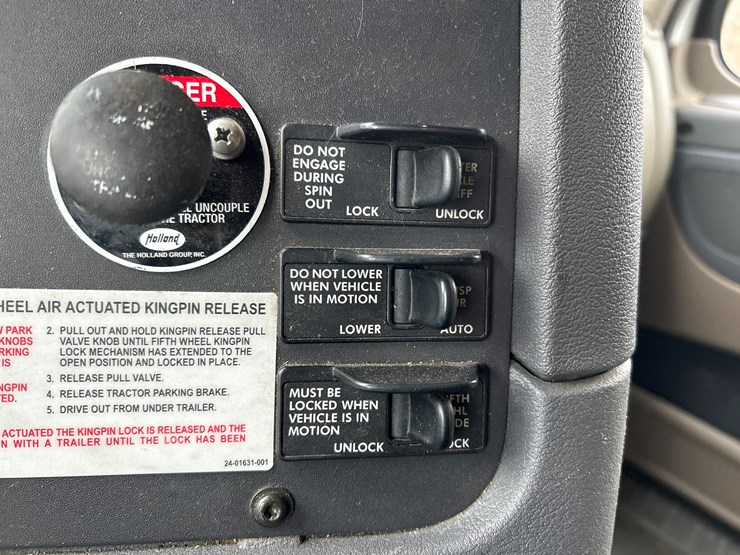 UNCOUPLE
TRACTOR
Holland
THE HOLLAND GROUP, INC.
DO NOT
ENGAGE
DURING
SPIN
OUT
LOCK UNLOCK
DO NOT LOWER
WHEN VEHICLE
IS IN MOTION
LOWER AUTO
MUST BE
LOCKED WHEN
VEHICLE IS IN
MOTION
UNLOCK
AIR ACTUATED KINGPIN RELEASE
PARK
KNOBS
IS
2. PULL OUT AND HOLD KINGPIN RELEASE PULL
VALVE KNOB UNTIL FIFTH WHEEL KINGPIN
LOCK MECHANISM HAS EXTENDED TO THE
OPEN POSITION AND LOCKED IN PLACE.
3. RELEASE PULL VALVE.
4. RELEASE TRACTOR PARKING BRAKE.
5. DRIVE OUT FROM UNDER TRAILER.
ACTUATED THE KINGPIN LOCK IS RELEASED AND THE
WITH A TRAILER UNTIL THE LOCK HAS BEEN
24-01631-001